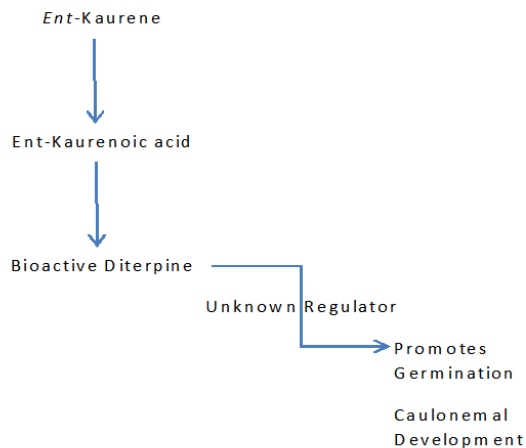 Ent-Kaurene
Ent-Kaurenoic acid
Bioactive Diterpine
Unknown Regulator
Promotes
Germination
Caulonemal
Development